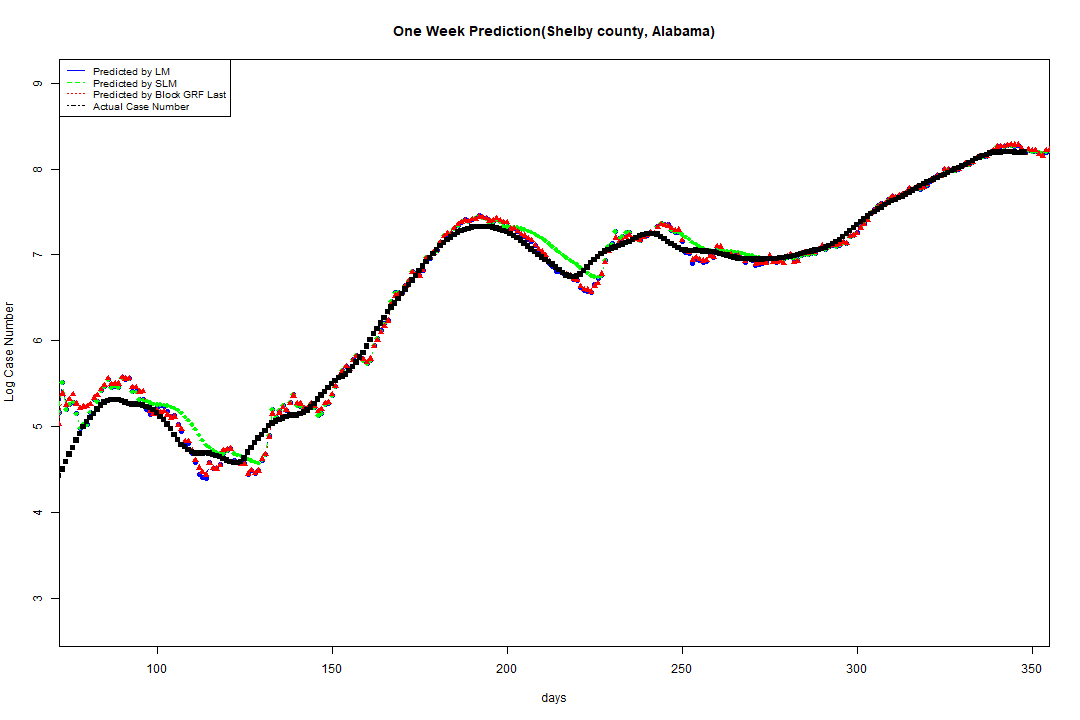 One Week Prediction(Shelby county, Alabama)
Predicted by LM
Predicted by SLM
Predicted by Block GRF Last
Actual Case Number
9
8
7
6
5
4
3
Log Case Number
100 150 200 250 300 350
days